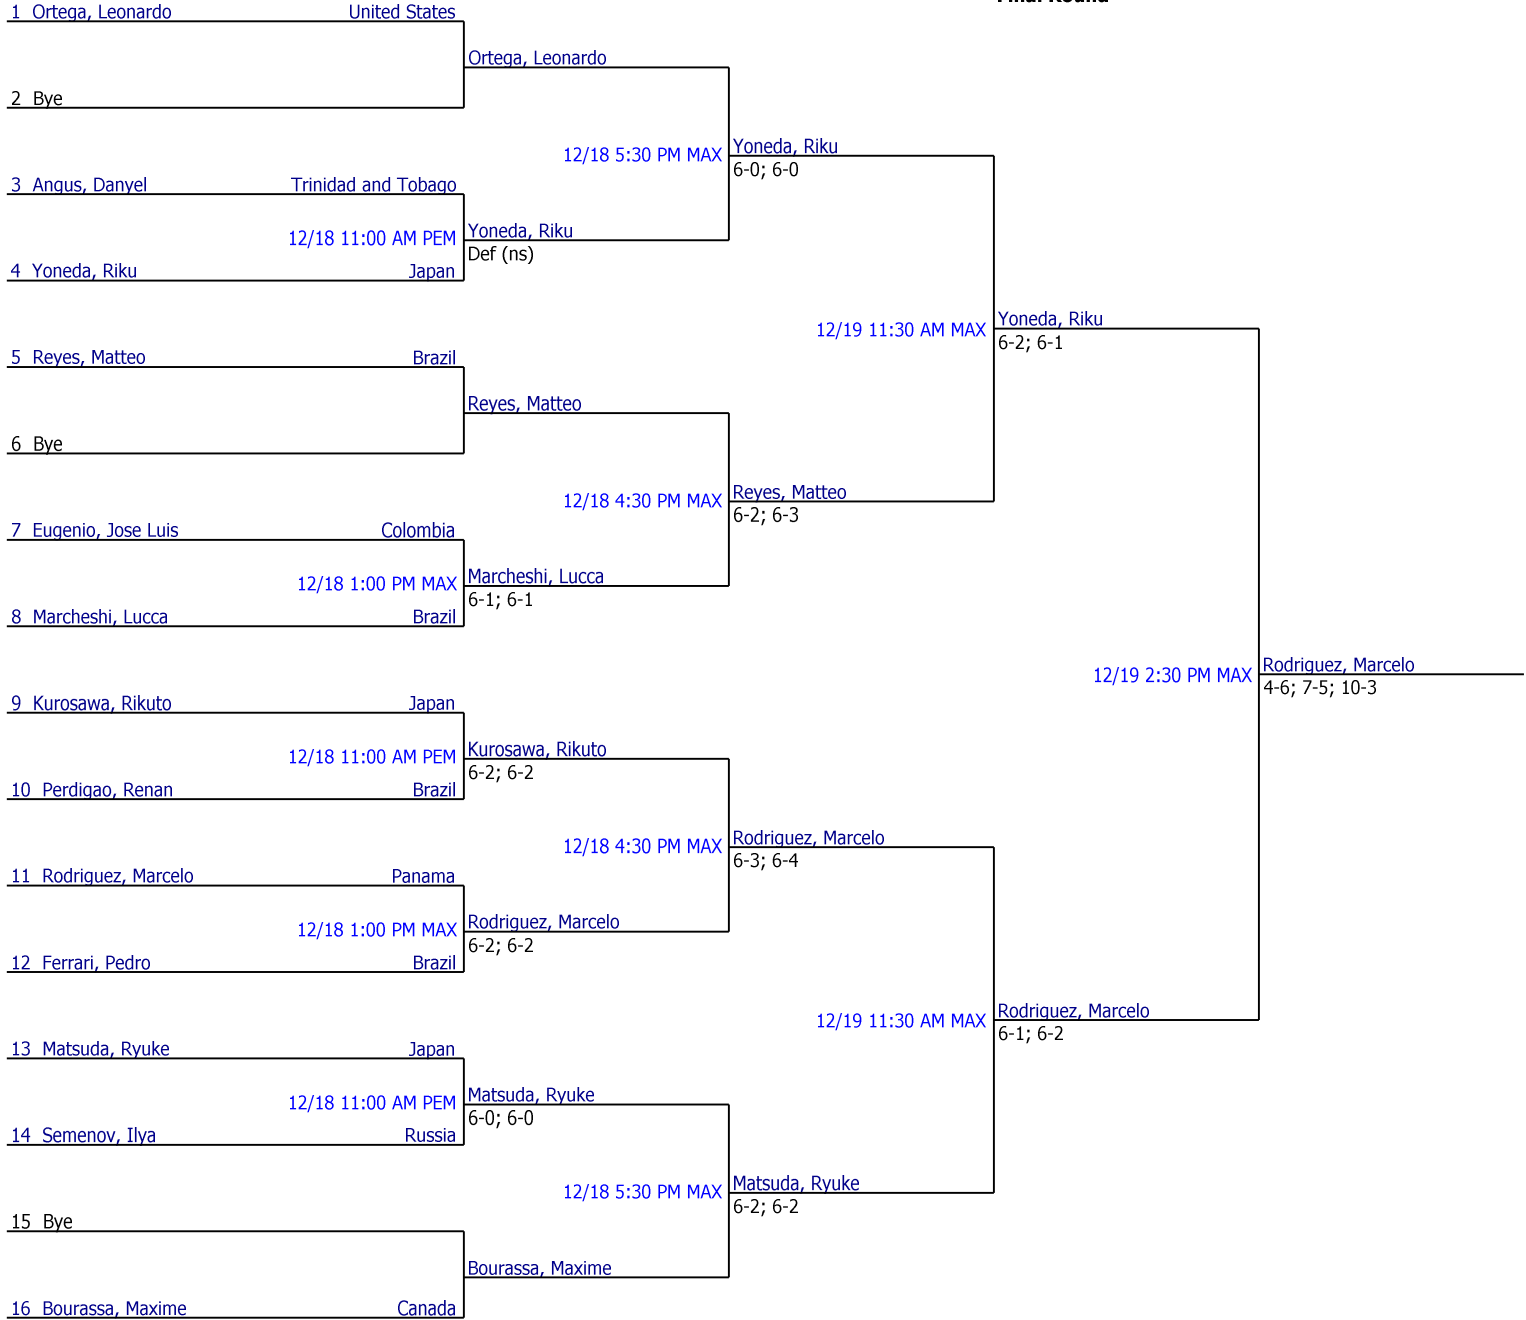 Final Round
1 Ortega, Leonardo United States
Ortega, Leonardo
2 Bye
12/18 5:30 PM MAX Yoneda, Riku
6-0; 6-0
3 Angus, Danyel Trinidad and Tobago
12/18 11:00 AM PEM Yoneda, Riku
Def (ns)
4 Yoneda, Riku Japan
12/19 11:30 AM MAX Yoneda, Riku
6-2; 6-1
5 Reyes, Matteo Brazil
Reyes, Matteo
6 Bye
12/18 4:30 PM MAX Reyes, Matteo
6-2; 6-3
7 Eugenio, Jose Luis Colombia
12/18 1:00 PM MAX Marcheshi, Lucca
6-1; 6-1
8 Marcheshi, Lucca Brazil
12/19 2:30 PM MAX Rodriguez, Marcelo
4-6; 7-5; 10-3
9 Kurosawa, Rikuto Japan
12/18 11:00 AM PEM Kurosawa, Rikuto
6-2; 6-2
10 Perdigao, Renan Brazil
12/18 4:30 PM MAX Rodriguez, Marcelo
6-3; 6-4
11 Rodriguez, Marcelo Panama
12/18 1:00 PM MAX Rodriguez, Marcelo
6-2; 6-2
12 Ferrari, Pedro Brazil
12/19 11:30 AM MAX Rodriguez, Marcelo
6-1; 6-2
13 Matsuda, Ryuke Japan
12/18 11:00 AM PEM Matsuda, Ryuke
6-0; 6-0
14 Semenov, Ilya Russia
12/18 5:30 PM MAX Matsuda, Ryuke
6-2; 6-2
15 Bye
Bourassa, Maxime
16 Bourassa, Maxime Canada